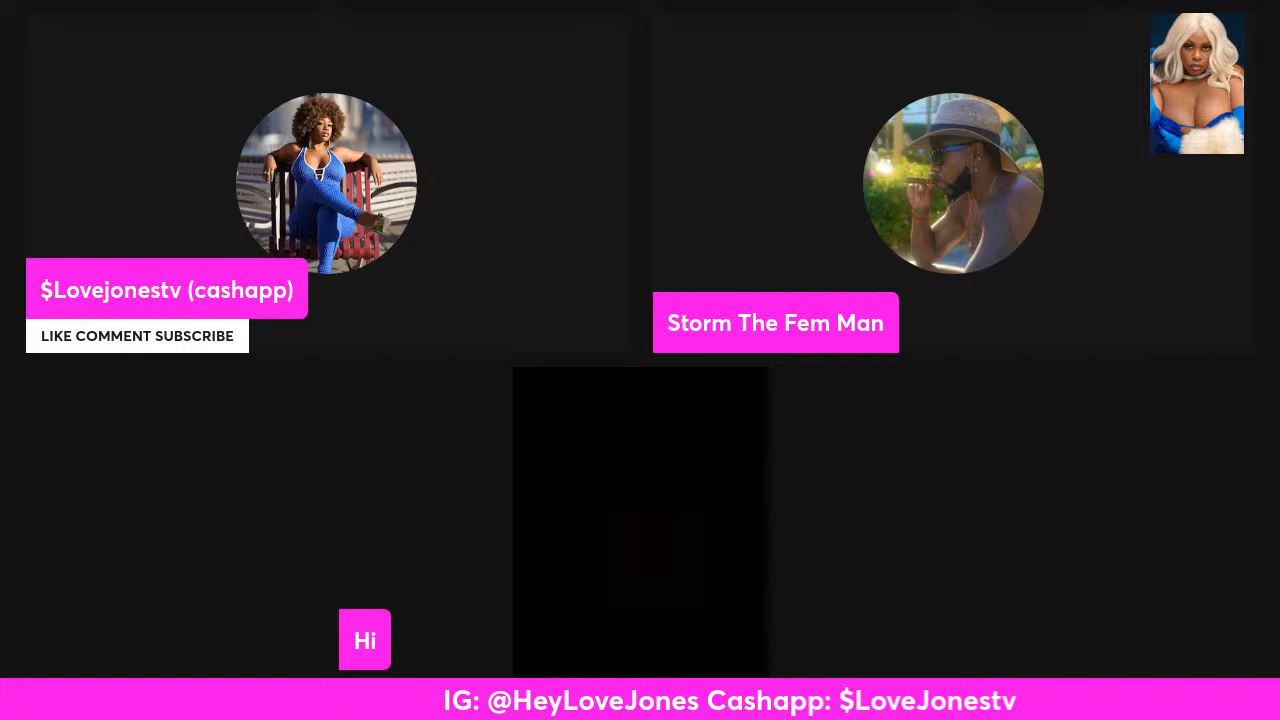 $Lovejonestv (cashapp)
LIKE COMMENT SUBSCRIBE
Storm The Fem Man
Hi
IG: @HeyLoveJones Cashapp: $LoveJonestv